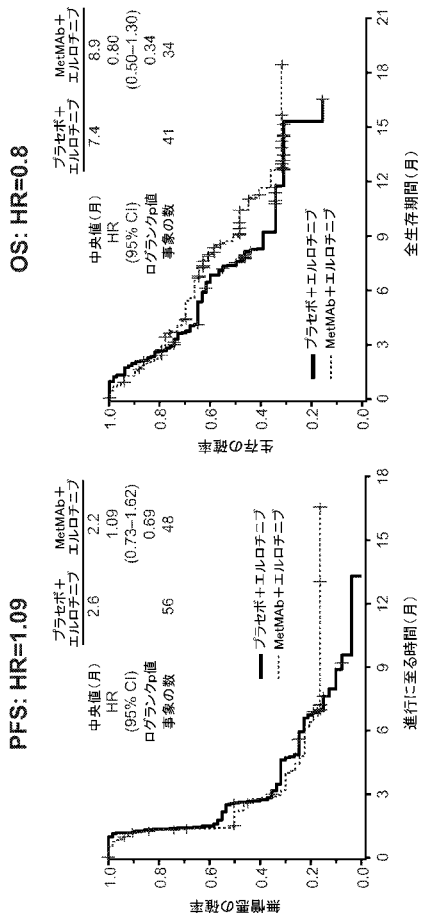 PFS: HR=1.09
プラセボ+ エルロチニブ
MetMAb+ エルロチニブ
中央値(月) 2.6 2.2
HR 1.09
(95% CI) (0.73–1.62)
ログランクp値 0.69
事象の数 56 48
無憎悪の確率
1.0
0.8
0.6
0.4
0.2
0.0
プラセボ+エルロチニブ
MetMAb+エルロチニブ
0 3 6 9 12 15 18
進行に至る時間(月)
OS: HR=0.8
プラセボ+ エルロチニブ
MetMAb+ エルロチニブ
中央値(月) 7.4 8.9
HR 0.80
(95% CI) (0.50–1.30)
ログランクp値 0.34
事象の数 41 34
生存の確率
1.0
0.8
0.6
0.4
0.2
0.0
プラセボ+エルロチニブ
MetMAb+エルロチニブ
0 3 6 9 12 15 18 21
全生存期間(月)